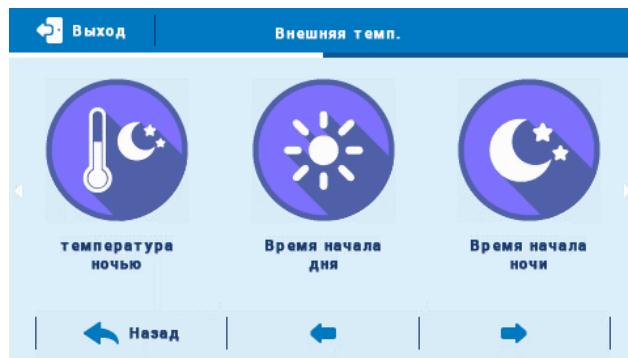 Выход
Внешняя темп.
температура
ночью
Время начала
дня
Время начала
ночи
Назад